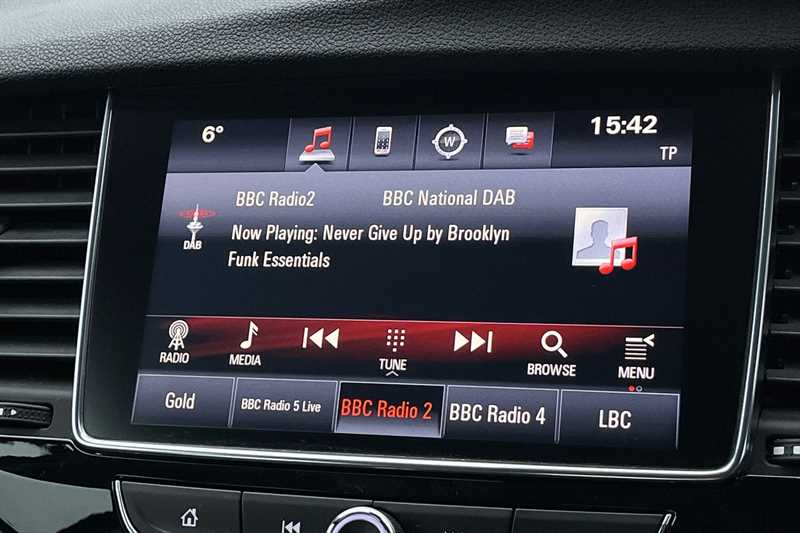 6°
W
15:42
TP
BBC Radio2
BBC National DAB
DAB
Now Playing: Never Give Up by Brooklyn
Funk Essentials
RADIO
MEDIA
TUNE
BROWSE
MENU
Gold
BBC Radio 5 Live
BBC Radio 2
BBC Radio 4
LBC